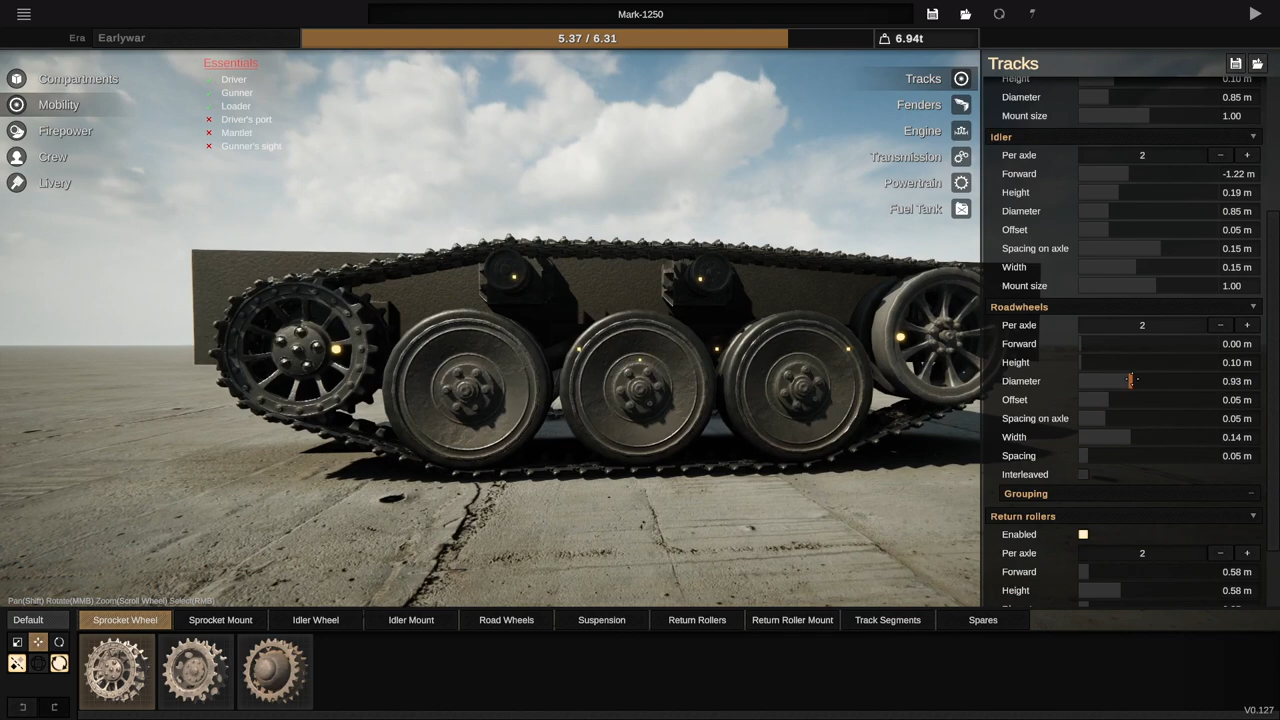 Mark-1250
Era
Earlywar
5.37 / 6.31
6.94t
Compartments
Mobility
Firepower
Crew
Livery
Essentials
Driver
Gunner
Loader
Driver's port
Mantlet
Gunner's sight
Tracks
Fenders
Engine
Transmission
Powertrain
Fuel Tank
Tracks
Height 0.10 m
Diameter 0.85 m
Mount size 1.00
Idler
Per axle 2 − +
Forward -1.22 m
Height 0.19 m
Diameter 0.85 m
Offset 0.05 m
Spacing on axle 0.15 m
Width 0.15 m
Mount size 1.00
Roadwheels
Per axle 2 − +
Forward 0.00 m
Height 0.10 m
Diameter 0.93 m
Offset 0.05 m
Spacing on axle 0.05 m
Width 0.14 m
Spacing 0.05 m
Interleaved
Grouping −
Return rollers
Enabled
Per axle 2 − +
Forward 0.58 m
Height 0.58 m
Pan(Shift) Rotate(MMB) Zoom(Scroll Wheel) Select(RMB)
Default
Sprocket Wheel
Sprocket Mount
Idler Wheel
Idler Mount
Road Wheels
Suspension
Return Rollers
Return Roller Mount
Track Segments
Spares
V0.127